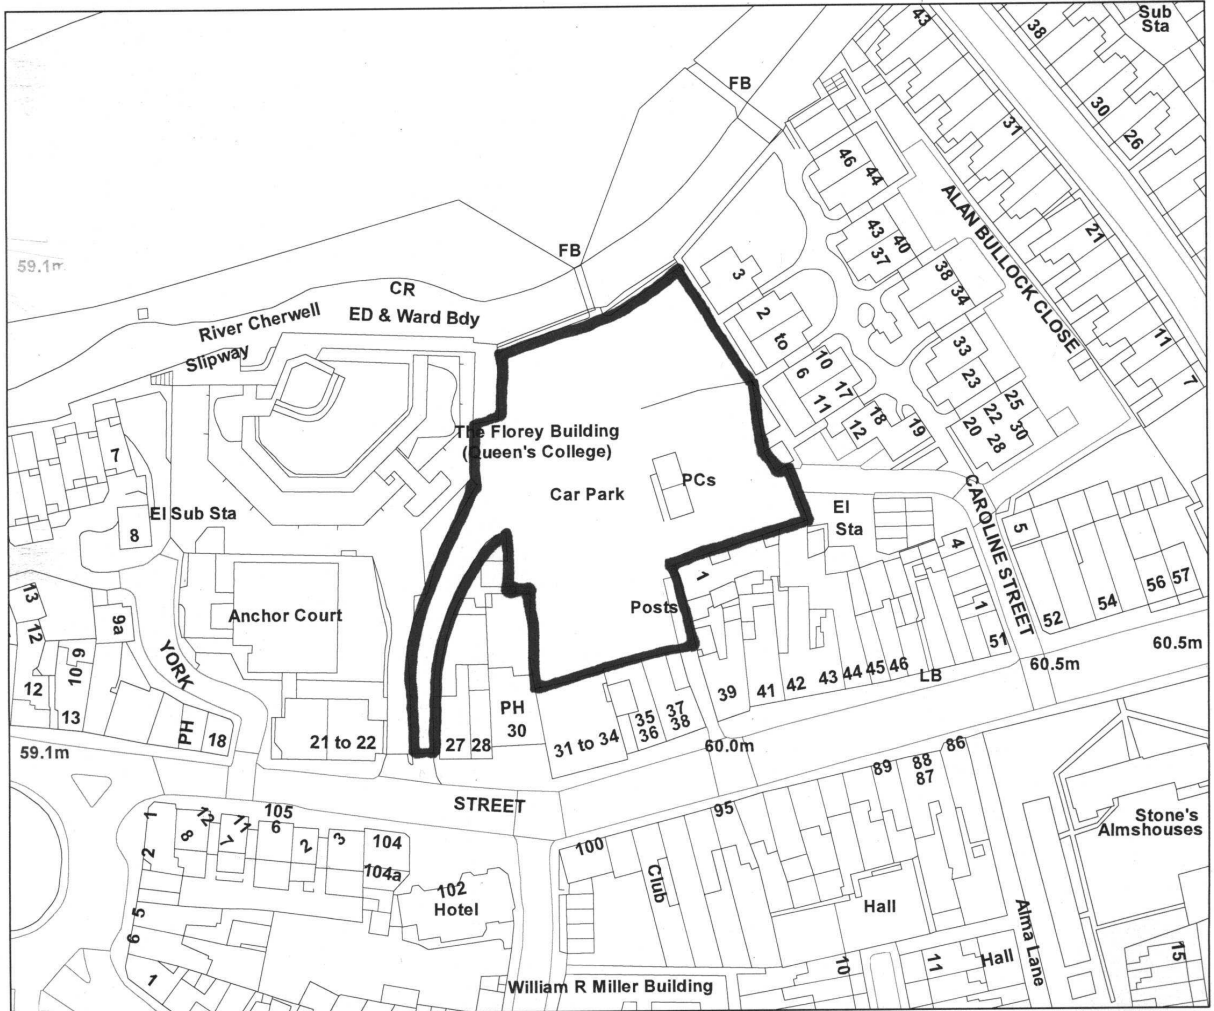 43
38
Sub
Sta
FB
30
31
26
46
44
ALAN BULLOCK CLOSE
43
40
37
21
FB
59.1m
3
38
34
CR
River Cherwell
ED & Ward Bdy
Slipway
2
to
6
10
17
11
33
23
11
7
18
12
19
25
22
20
30
28
The Florey Building
(Queen's College)
7
PCs
Car Park
El Sub Sta
El
Sta
8
CAROLINE STREET
5
4
1
56
57
54
52
13
12
9a
Anchor Court
Posts
1
51
YORK
9
10
12
13
PH
18
60.5m
60.5m
46
45
44
43
42
41
39
LB
PH
30
37
38
35
36
31 to 34
21 to 22
27
28
60.0m
59.1m
86
88
87
89
STREET
95
105
1
12
11
6
8
7
2
3
104
104a
2
100
Stone's
Almshouses
Club
102
Hotel
Hall
5
6
Alma Lane
Hall
11
10
15
1
William R Miller Building